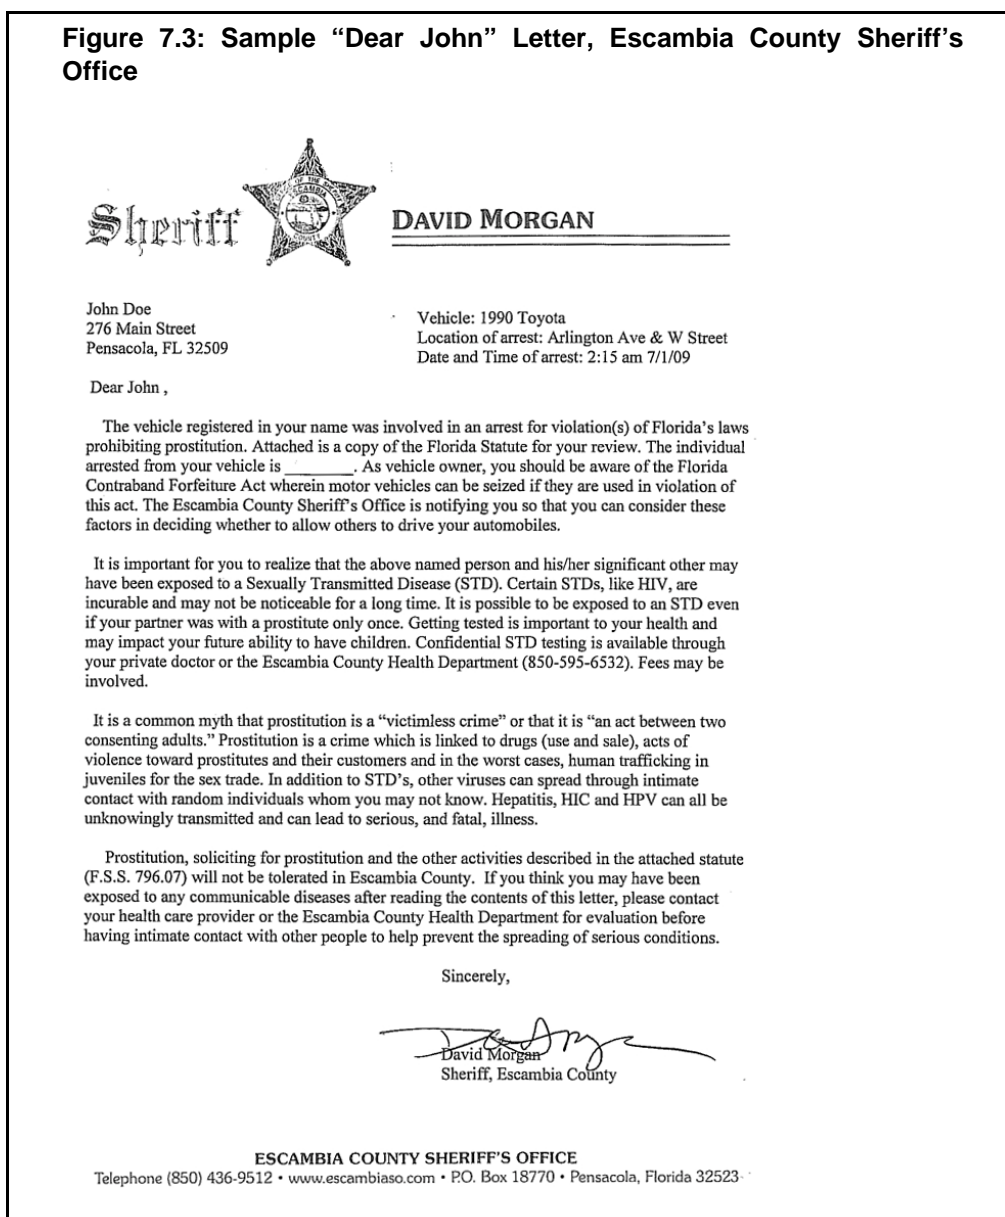 Figure 7.3: Sample “Dear John” Letter, Escambia County Sheriff’s
Office
Sheriff
DAVID MORGAN
John Doe
276 Main Street
Pensacola, FL 32509
Vehicle: 1990 Toyota
Location of arrest: Arlington Ave & W Street
Date and Time of arrest: 2:15 am 7/1/09
Dear John ,
The vehicle registered in your name was involved in an arrest for violation(s) of Florida’s laws
prohibiting prostitution. Attached is a copy of the Florida Statute for your review. The individual
arrested from your vehicle is ________. As vehicle owner, you should be aware of the Florida
Contraband Forfeiture Act wherein motor vehicles can be seized if they are used in violation of
this act. The Escambia County Sheriff’s Office is notifying you so that you can consider these
factors in deciding whether to allow others to drive your automobiles.
It is important for you to realize that the above named person and his/her significant other may
have been exposed to a Sexually Transmitted Disease (STD). Certain STDs, like HIV, are
incurable and may not be noticeable for a long time. It is possible to be exposed to an STD even
if your partner was with a prostitute only once. Getting tested is important to your health and
may impact your future ability to have children. Confidential STD testing is available through
your private doctor or the Escambia County Health Department (850-595-6532). Fees may be
involved.
It is a common myth that prostitution is a “victimless crime” or that it is “an act between two
consenting adults.” Prostitution is a crime which is linked to drugs (use and sale), acts of
violence toward prostitutes and their customers and in the worst cases, human trafficking in
juveniles for the sex trade. In addition to STD’s, other viruses can spread through intimate
contact with random individuals whom you may not know. Hepatitis, HIC and HPV can all be
unknowingly transmitted and can lead to serious, and fatal, illness.
Prostitution, soliciting for prostitution and the other activities described in the attached statute
(F.S.S. 796.07) will not be tolerated in Escambia County.  If you think you may have been
exposed to any communicable diseases after reading the contents of this letter, please contact
your health care provider or the Escambia County Health Department for evaluation before
having intimate contact with other people to help prevent the spreading of serious conditions.
Sincerely,
David Morgan
Sheriff, Escambia County
ESCAMBIA COUNTY SHERIFF'S OFFICE
Telephone (850) 436-9512 • www.escambiaso.com • P.O. Box 18770 • Pensacola, Florida 32523